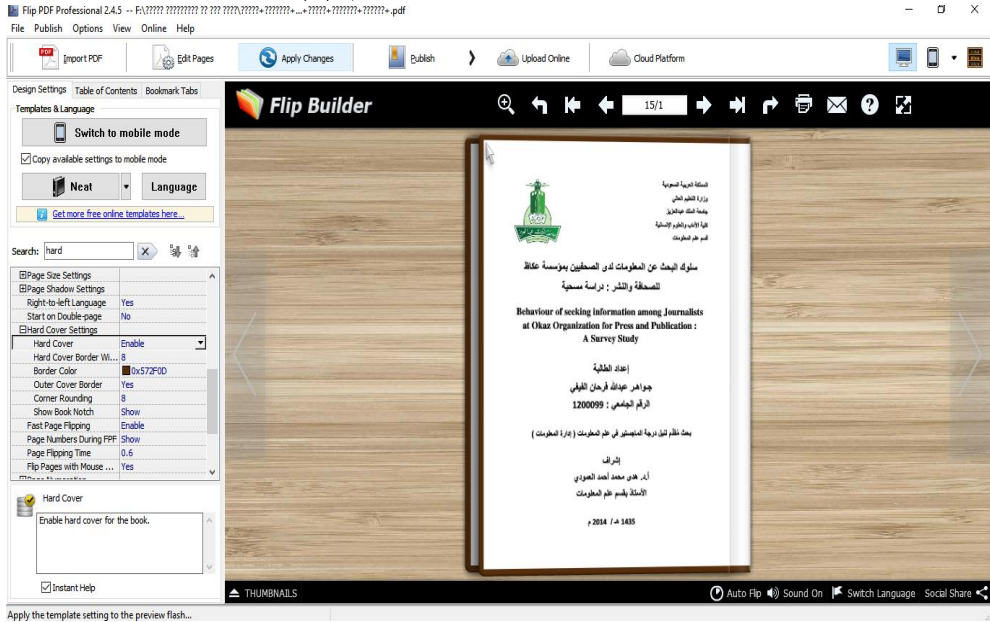 Flip PDF Professional 2.4.5 -- F:\????? ????????? ?? ??? ????\?????+???????+...+?????+???????+??????+.pdf
File Publish Options View Online Help
Import PDF Edit Pages Apply Changes Publish Upload Online Cloud Platform
Design Settings Table of Contents Bookmark Tabs
Templates & Language
Switch to mobile mode
Copy available settings to mobile mode
Neat Language
Get more free online templates here...
Search: hard
Page Size Settings
Page Shadow Settings
Right-to-left Language Yes
Start on Double-page No
Hard Cover Settings
Hard Cover Enable
Hard Cover Border Wi... 8
Border Color 0x572F0D
Outer Cover Border Yes
Corner Rounding 8
Show Book Notch Show
Fast Page Flipping Enable
Page Numbers During FPF Show
Page Flipping Time 0.6
Flip Pages with Mouse ... Yes
Hard Cover
Enable hard cover for the book.
Instant Help
Apply the template setting to the preview flash...
Flip Builder 15/1
المملكة العربية السعودية
وزارة التعليم العالي
جامعة الملك عبدالعزيز
كلية الآداب والعلوم الإنسانية
قسم علم المعلومات
سلوك البحث عن المعلومات لدى الصحفيين بمؤسسة عكاظ
للصحافة والنشر : دراسة مسحية
Behaviour of seeking information among Journalists
at Okaz Organization for Press and Publication :
A Survey Study
إعداد الطالبة
جواهر عبدالله فرحان الفيفي
الرقم الجامعي : 1200099
بحث مُقدَّم لنيل درجة الماجستير في علم المعلومات ( إدارة المعلومات )
إشراف
أ.د. هدى محمد أحمد العمودي
الأستاذ بقسم علم المعلومات
1435 هـ / 2014 م
THUMBNAILS Auto Flip Sound On Switch Language Social Share